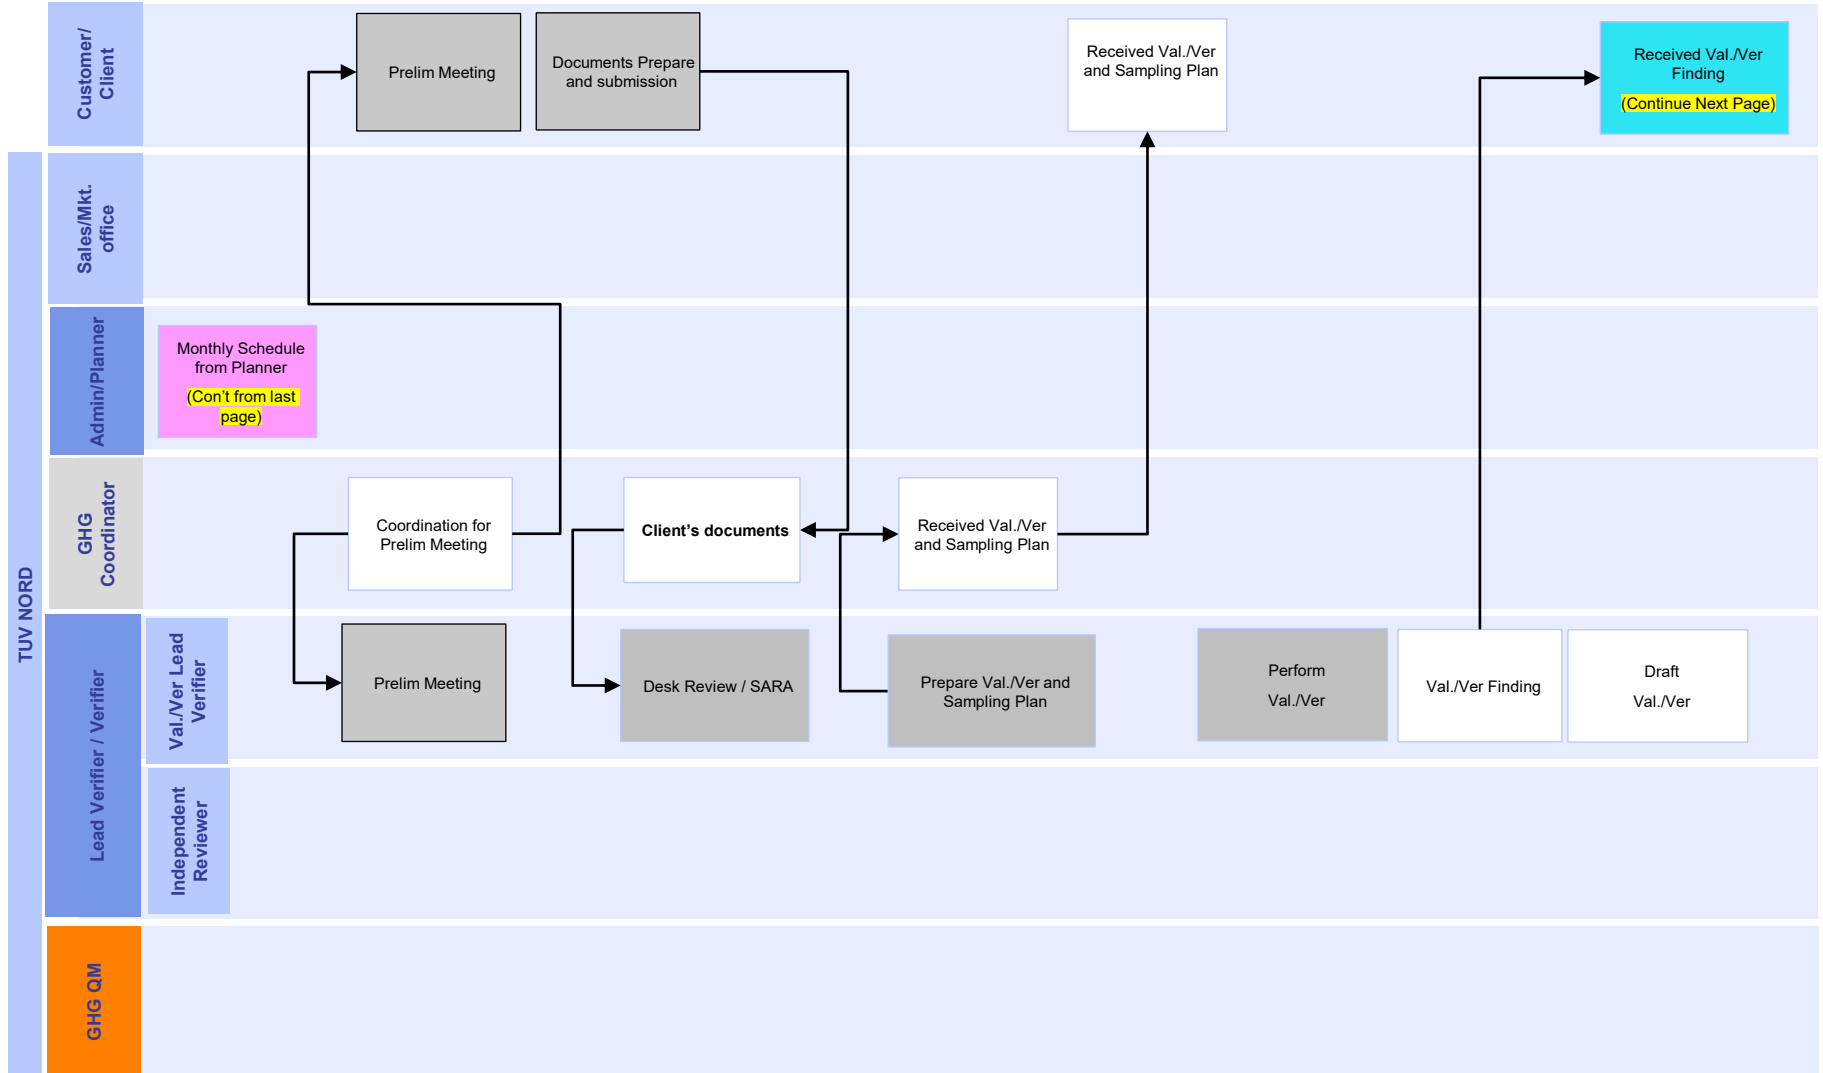 Customer/
Client
Prelim Meeting
Documents Prepare
and submission
Received Val./Ver
and Sampling Plan
Received Val./Ver
Finding
(Continue Next Page)
TUV NORD
Sales/Mkt.
office
Admin/Planner
Monthly Schedule
from Planner
(Con't from last
page)
GHG
Coordinator
Coordination for
Prelim Meeting
Client's documents
Received Val./Ver
and Sampling Plan
Lead Verifier / Verifier
Val./Ver Lead
Verifier
Prelim Meeting
Desk Review / SARA
Prepare Val./Ver and
Sampling Plan
Perform
Val./Ver
Val./Ver Finding
Draft
Val./Ver
Independent
Reviewer
GHG QM